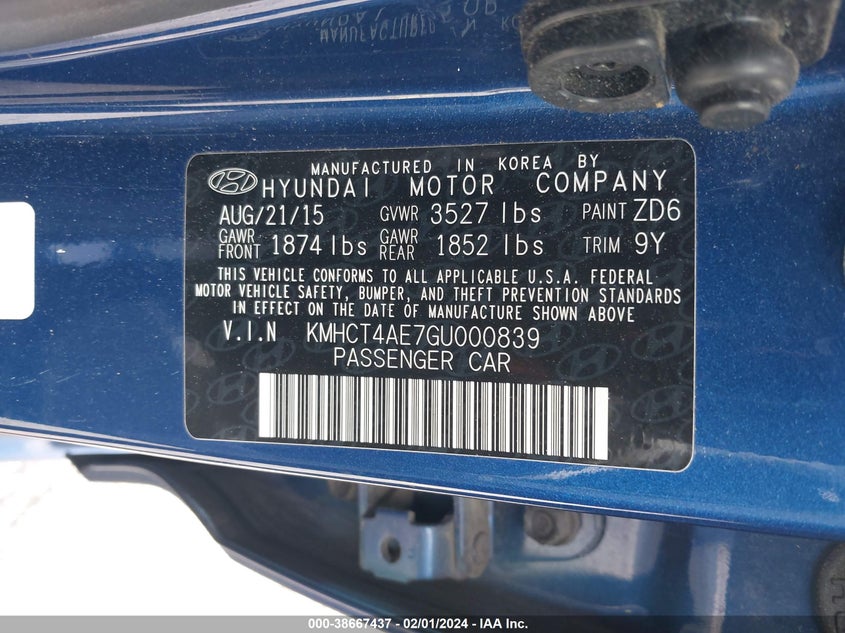 MANUFACTURED IN KOREA BY
HYUNDAI MOTOR COMPANY
AUG/21/15 GVWR 3527 lbs PAINT ZD6
GAWR FRONT 1874 lbs GAWR REAR 1852 lbs TRIM 9Y
THIS VEHICLE CONFORMS TO ALL APPLICABLE U.S.A. FEDERAL
MOTOR VEHICLE SAFETY, BUMPER, AND THEFT PREVENTION STANDARDS
IN EFFECT ON THE DATE OF MANUFACTURE SHOWN ABOVE
V.I.N KMHCT4AE7GU000839
PASSENGER CAR
000-38667437 - 02/01/2024 - IAA, Inc.